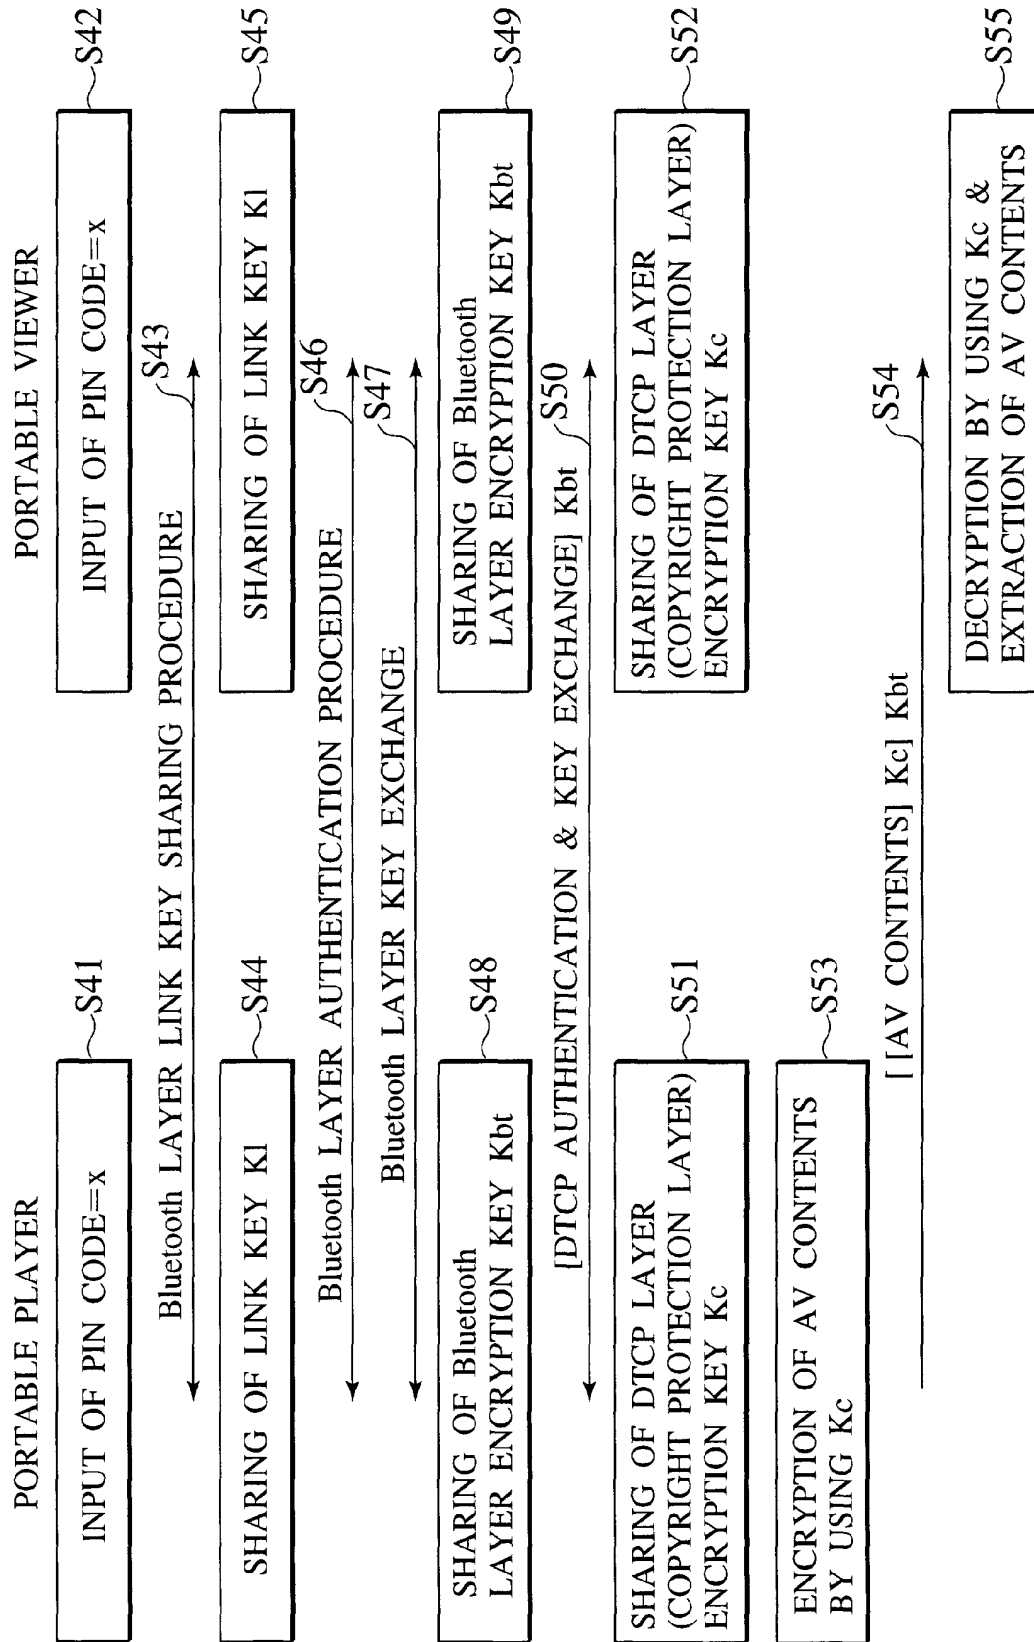 PORTABLE PLAYER
PORTABLE VIEWER
INPUT OF PIN CODE=x
S41
INPUT OF PIN CODE=x
S42
Bluetooth LAYER LINK KEY SHARING PROCEDURE
S43
SHARING OF LINK KEY Kl
S44
SHARING OF LINK KEY Kl
S45
Bluetooth LAYER AUTHENTICATION PROCEDURE
S46
Bluetooth LAYER KEY EXCHANGE
S47
SHARING OF Bluetooth
LAYER ENCRYPTION KEY Kbt
S48
SHARING OF Bluetooth
LAYER ENCRYPTION KEY Kbt
S49
[DTCP AUTHENTICATION & KEY EXCHANGE] Kbt
S50
SHARING OF DTCP LAYER
(COPYRIGHT PROTECTION LAYER)
ENCRYPTION KEY Kc
S51
SHARING OF DTCP LAYER
(COPYRIGHT PROTECTION LAYER)
ENCRYPTION KEY Kc
S52
ENCRYPTION OF AV CONTENTS
BY USING Kc
S53
[ [AV CONTENTS] Kc] Kbt
S54
DECRYPTION BY USING Kc &
EXTRACTION OF AV CONTENTS
S55